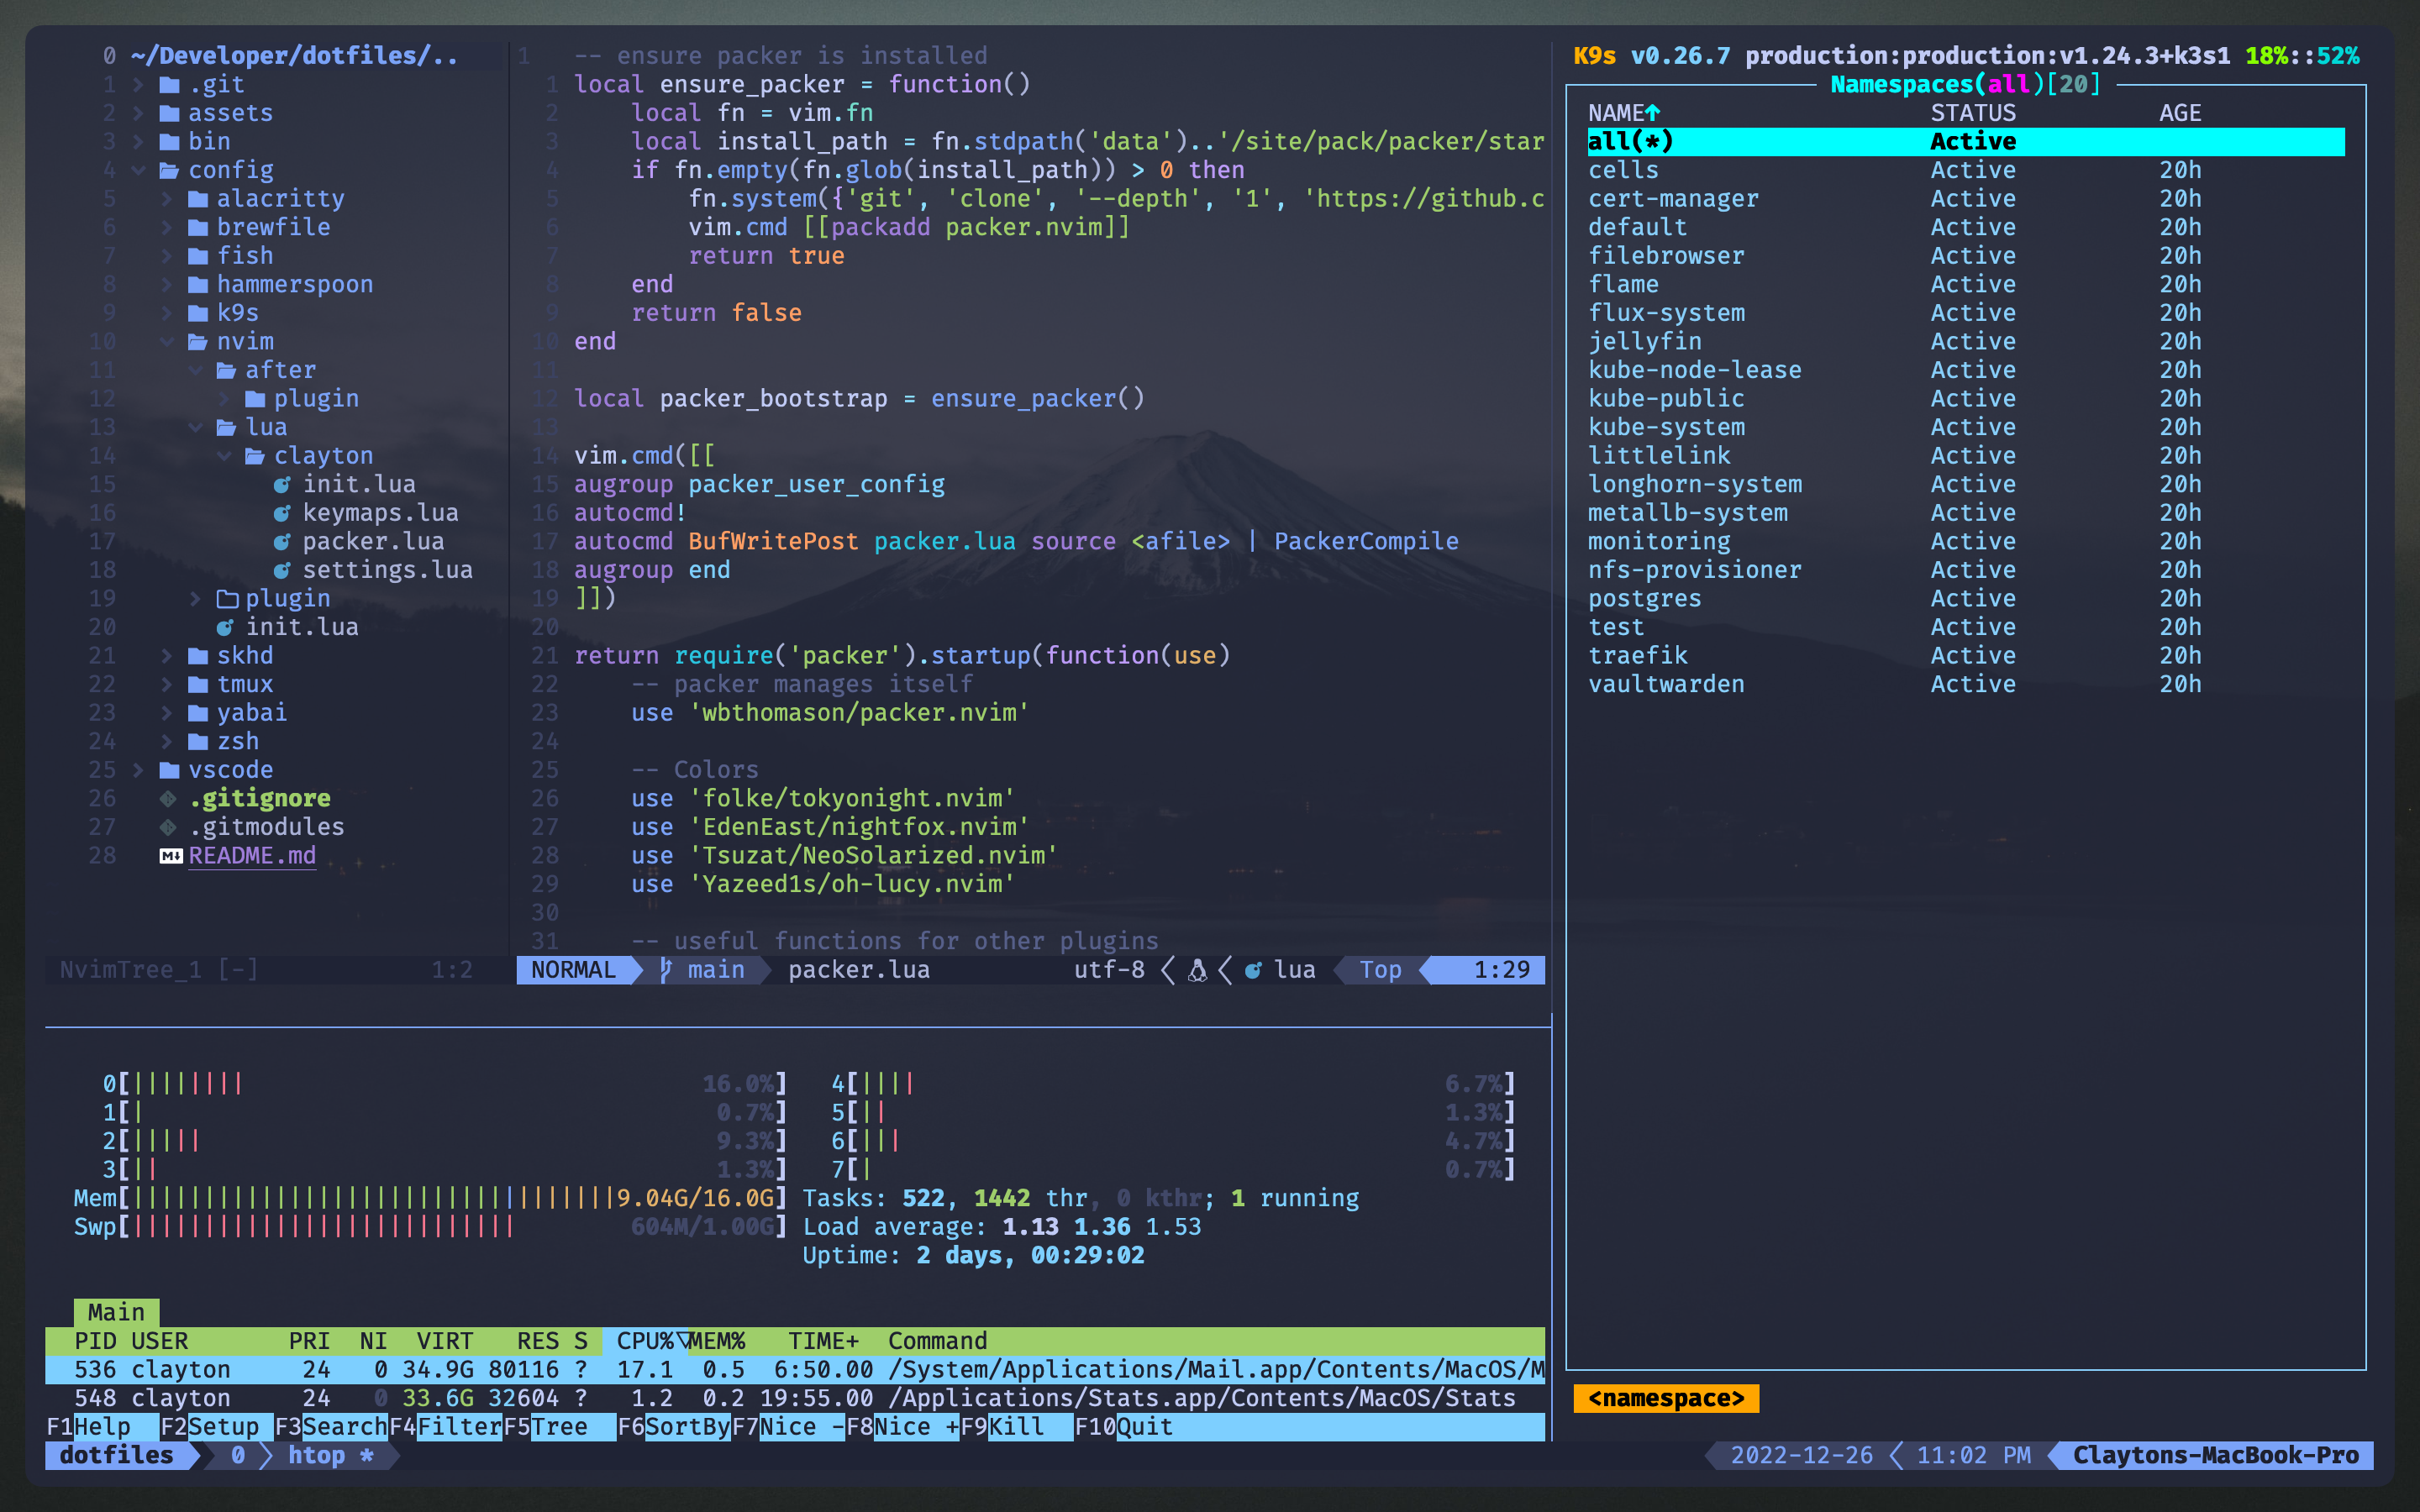 0 ~/Developer/dotfiles/..
1 .git
2 assets
3 bin
4 config
5 alacritty
6 brewfile
7 fish
8 hammerspoon
9 k9s
10 nvim
11 after
12 plugin
13 lua
14 clayton
15 init.lua
16 keymaps.lua
17 packer.lua
18 settings.lua
19 plugin
20 init.lua
21 skhd
22 tmux
23 yabai
24 zsh
25 vscode
26 .gitignore
27 .gitmodules
28 README.md
NvimTree_1 [-] 1:2
1 -- ensure packer is installed
1 local ensure_packer = function()
2 local fn = vim.fn
3 local install_path = fn.stdpath('data')..'/site/pack/packer/star
4 if fn.empty(fn.glob(install_path)) > 0 then
5 fn.system({'git', 'clone', '--depth', '1', 'https://github.c
6 vim.cmd [[packadd packer.nvim]]
7 return true
8 end
9 return false
10 end
11
12 local packer_bootstrap = ensure_packer()
13
14 vim.cmd([[
15 augroup packer_user_config
16 autocmd!
17 autocmd BufWritePost packer.lua source <afile> | PackerCompile
18 augroup end
19 ]])
20
21 return require('packer').startup(function(use)
22 -- packer manages itself
23 use 'wbthomason/packer.nvim'
24
25 -- Colors
26 use 'folke/tokyonight.nvim'
27 use 'EdenEast/nightfox.nvim'
28 use 'Tsuzat/NeoSolarized.nvim'
29 use 'Yazeed1s/oh-lucy.nvim'
30
31 -- useful functions for other plugins
NORMAL main packer.lua utf-8 lua Top 1:29
K9s v0.26.7 production:production:v1.24.3+k3s1 18%::52%
Namespaces(all)[20]
NAME↑ STATUS AGE
all(*) Active
cells Active 20h
cert-manager Active 20h
default Active 20h
filebrowser Active 20h
flame Active 20h
flux-system Active 20h
jellyfin Active 20h
kube-node-lease Active 20h
kube-public Active 20h
kube-system Active 20h
littlelink Active 20h
longhorn-system Active 20h
metallb-system Active 20h
monitoring Active 20h
nfs-provisioner Active 20h
postgres Active 20h
test Active 20h
traefik Active 20h
vaultwarden Active 20h
<namespace>
0[|||||||| 16.0%] 4[|||| 6.7%]
1[| 0.7%] 5[|| 1.3%]
2[||||| 9.3%] 6[||| 4.7%]
3[|| 1.3%] 7[| 0.7%]
Mem[||||||||||||||||||||||||||||||||||9.04G/16.0G] Tasks: 522, 1442 thr, 0 kthr; 1 running
Swp[||||||||||||||||||||||||||| 604M/1.00G] Load average: 1.13 1.36 1.53
Uptime: 2 days, 00:29:02
Main
PID USER PRI NI VIRT RES S CPU%▽MEM% TIME+ Command
536 clayton 24 0 34.9G 80116 ? 17.1 0.5 6:50.00 /System/Applications/Mail.app/Contents/MacOS/M
548 clayton 24 0 33.6G 32604 ? 1.2 0.2 19:55.00 /Applications/Stats.app/Contents/MacOS/Stats
F1Help F2Setup F3SearchF4FilterF5Tree F6SortByF7Nice -F8Nice +F9Kill F10Quit
dotfiles 0 htop * 2022-12-26 11:02 PM Claytons-MacBook-Pro